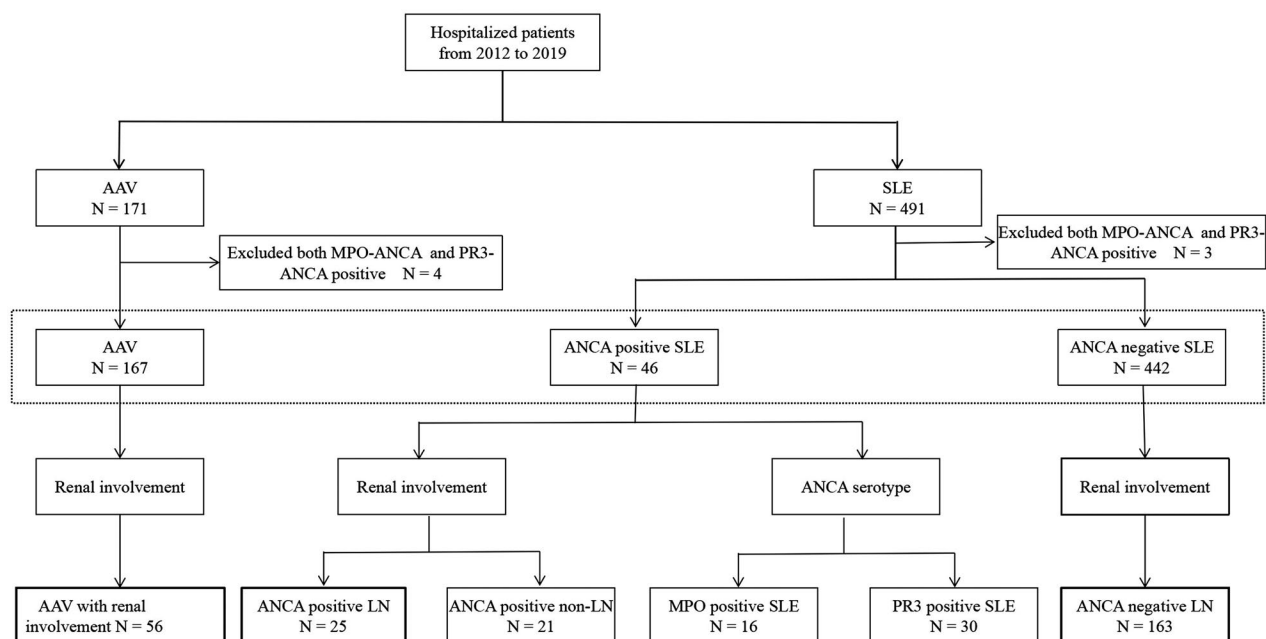 Hospitalized patients
from 2012 to 2019
AAV
N = 171
SLE
N = 491
Excluded both MPO-ANCA and PR3-
ANCA positive N = 4
Excluded both MPO-ANCA and PR3-
ANCA positive N = 3
AAV
N = 167
ANCA positive SLE
N = 46
ANCA negative SLE
N = 442
Renal involvement
Renal involvement
ANCA serotype
Renal involvement
AAV with renal
involvement N = 56
ANCA positive LN
N = 25
ANCA positive non-LN
N = 21
MPO positive SLE
N = 16
PR3 positive SLE
N = 30
ANCA negative LN
N = 163